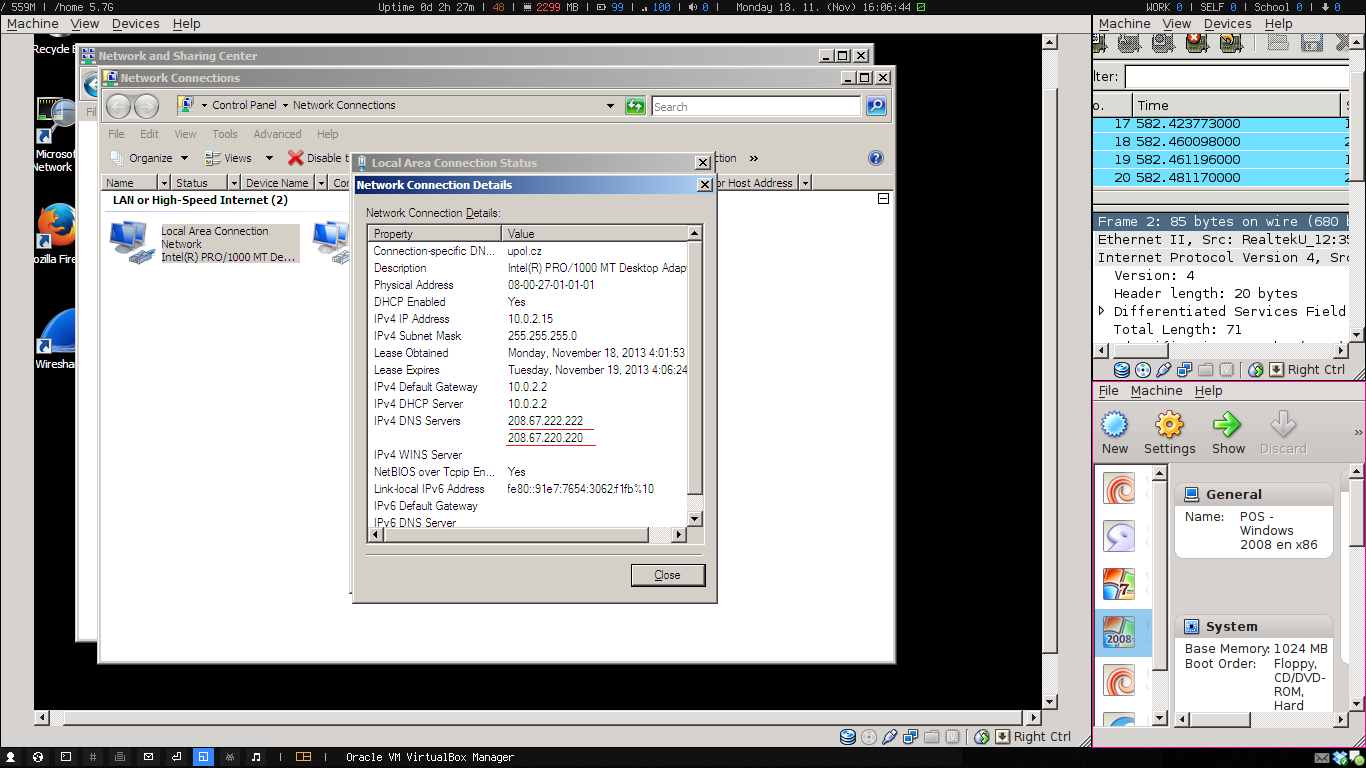 / 559M | /home 5.7G Uptime 0d 2h 27m | 48 | 2299 MB | 99 | 100 | 0 | Monday 18. 11. (Nov) 16:06:44 WORK 0 | SELF 0 | School 0 | 0
Machine View Devices Help
Recycle
Network and Sharing Center
Network Connections
Control Panel Network Connections
Search
File Edit View Tools Advanced Help
Organize Views Disable t
Name Status Device Name Cor
or Host Address
LAN or High-Speed Internet (2)
Local Area Connection
Network
Intel(R) PRO/1000 MT De...
Microsof
Network
ozilla Fire
Wiresha
Local Area Connection Status
Network Connection Details
Network Connection Details:
Property Value
Connection-specific DN... upol.cz
Description Intel(R) PRO/1000 MT Desktop Adapt
Physical Address 08-00-27-01-01-01
DHCP Enabled Yes
IPv4 IP Address 10.0.2.15
IPv4 Subnet Mask 255.255.255.0
Lease Obtained Monday, November 18, 2013 4:01:53
Lease Expires Tuesday, November 19, 2013 4:06:24
IPv4 Default Gateway 10.0.2.2
IPv4 DHCP Server 10.0.2.2
IPv4 DNS Servers 208.67.222.222
208.67.220.220
IPv4 WINS Server
NetBIOS over Tcpip En... Yes
Link-local IPv6 Address fe80::91e7:7654:3062:f1fb%10
IPv6 Default Gateway
IPv6 DNS Server
Close
Right Ctrl
Machine View Devices Help
lter:
o. Time
17 582.423773000
18 582.460098000
19 582.461196000
20 582.481170000
Frame 2: 85 bytes on wire (680 b
Ethernet II, Src: RealtekU_12:35
Internet Protocol Version 4, Src
Version: 4
Header length: 20 bytes
Differentiated Services Field
Total Length: 71
Right Ctrl
File Machine Help
New Settings Show Discard
General
Name: POS -
Windows
2008 en x86
System
Base Memory: 1024 MB
Boot Order: Floppy,
CD/DVD-
ROM,
Hard
7
2008
Oracle VM VirtualBox Manager